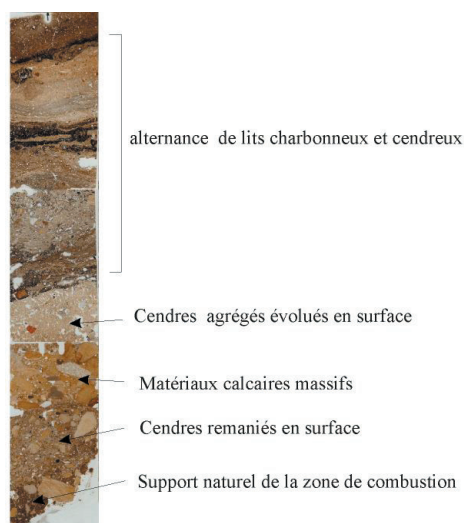 alternance de lits charbonneux et cendreux
Cendres agrégés évolués en surface
Matériaux calcaires massifs
Cendres remaniés en surface
Support naturel de la zone de combustion